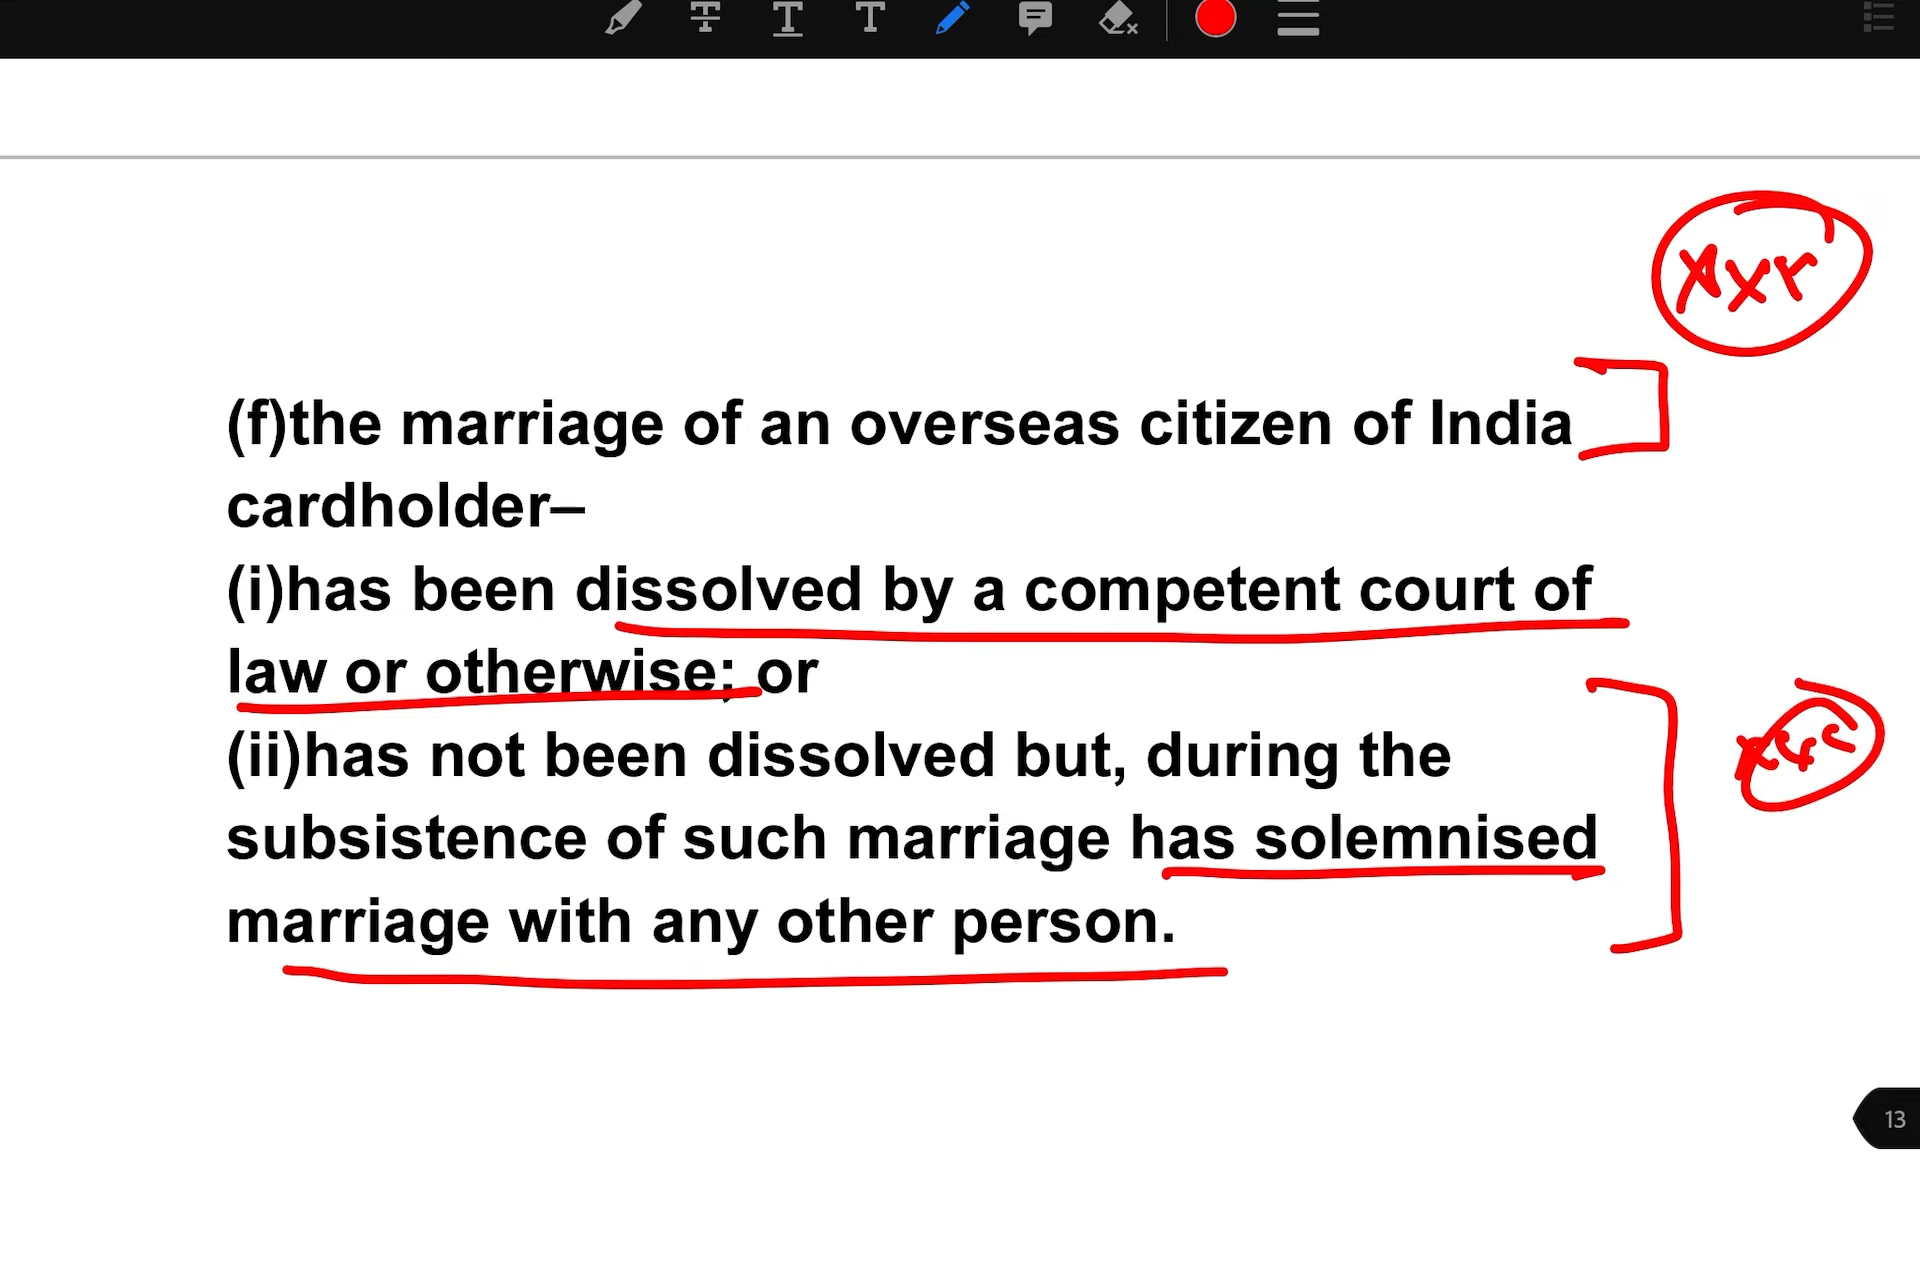 xxx
(f)the marriage of an overseas citizen of India
cardholder–
(i)has been dissolved by a competent court of
law or otherwise; or
(ii)has not been dissolved but, during the
subsistence of such marriage has solemnised
marriage with any other person.
13